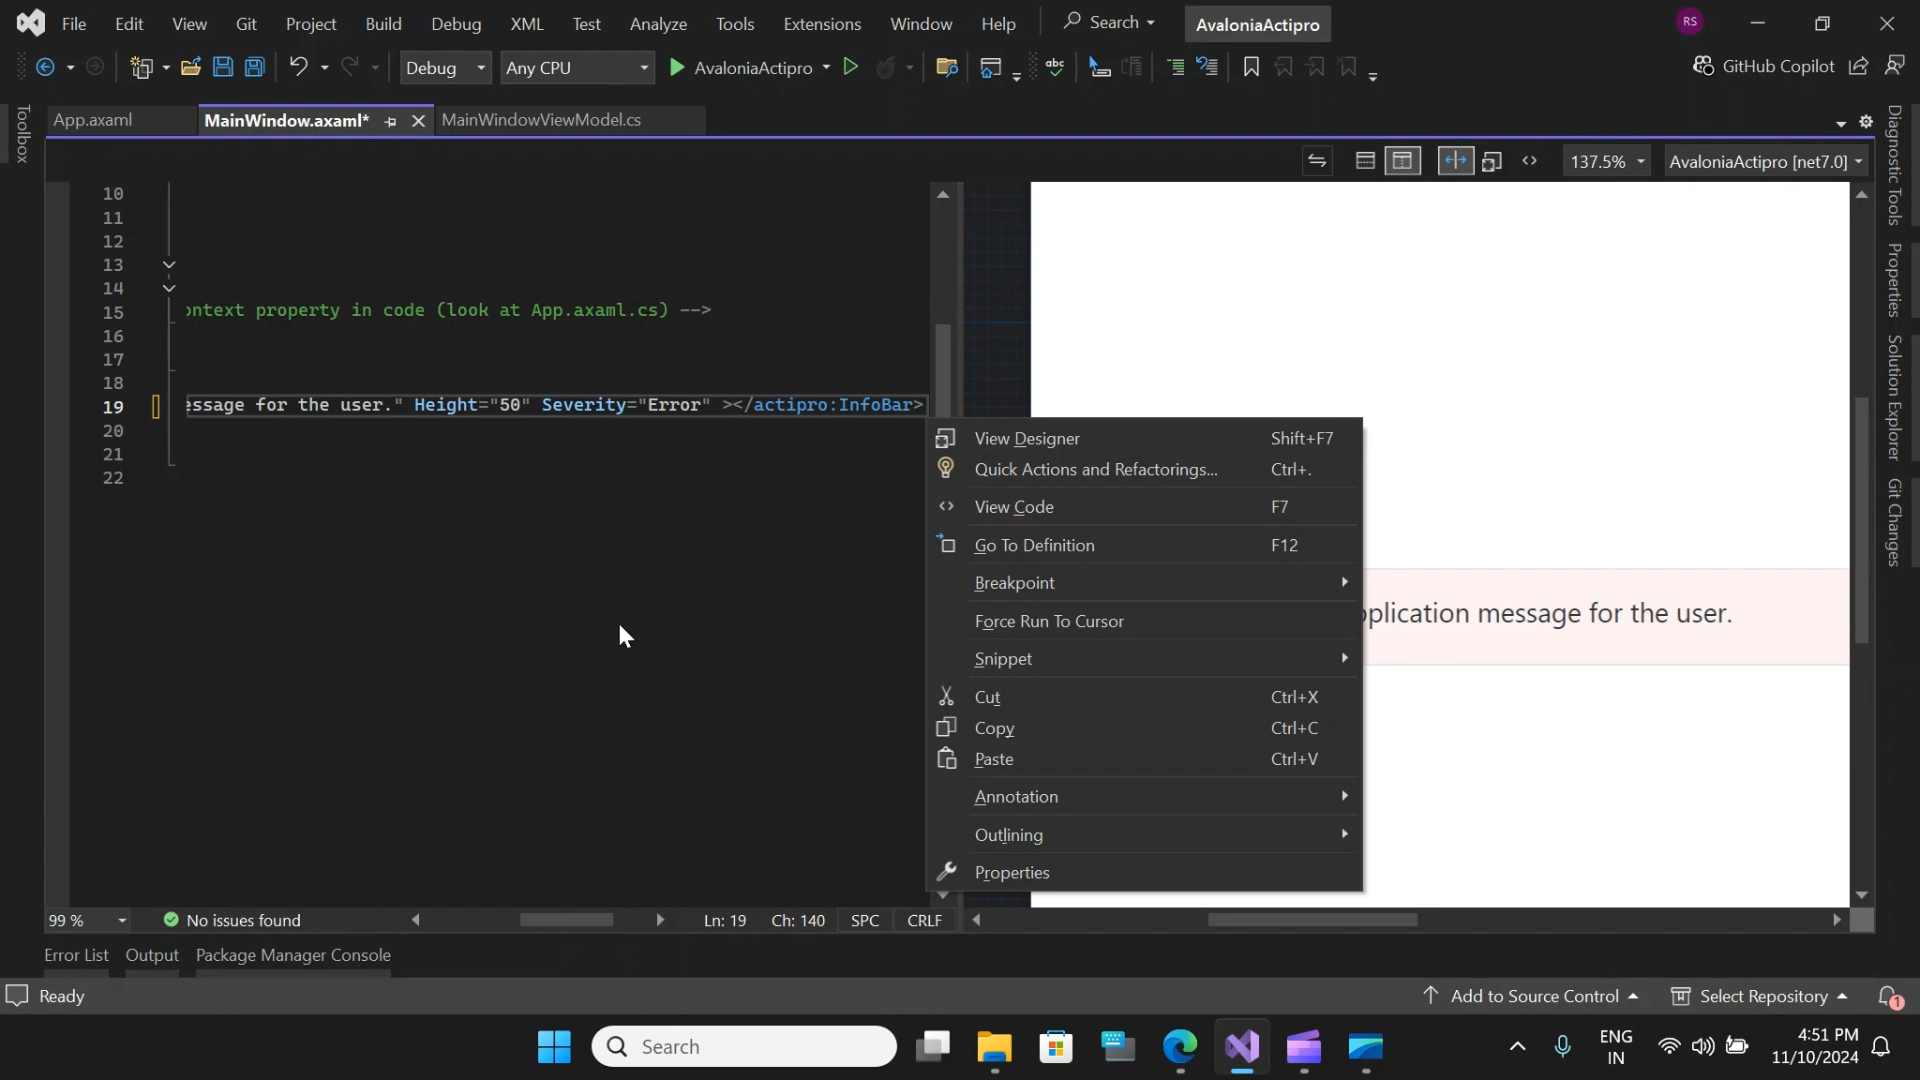 File Edit View Git Project Build Debug XML Test Analyze Tools Extensions Window Help Search AvaloniaActipro RS
Debug Any CPU AvaloniaActipro GitHub Copilot
App.axaml MainWindow.axaml* MainWindowViewModel.cs
Toolbox
137.5% AvaloniaActipro [net7.0]
Diagnostic Tools
Properties
Solution Explorer
Git Changes
10
11
12
13
14
15 ontext property in code (look at App.axaml.cs) -->
16
17
18
19 essage for the user." Height="50" Severity="Error" ></actipro:InfoBar>
20
21
22
View Designer Shift+F7
Quick Actions and Refactorings... Ctrl+.
View Code F7
Go To Definition F12
Breakpoint
Force Run To Cursor
Snippet
Cut Ctrl+X
Copy Ctrl+C
Paste Ctrl+V
Annotation
Outlining
Properties
pplication message for the user.
99 % No issues found Ln: 19 Ch: 140 SPC CRLF
Error List Output Package Manager Console
Ready Add to Source Control Select Repository 1
Search ENG 4:51 PM
IN 11/10/2024